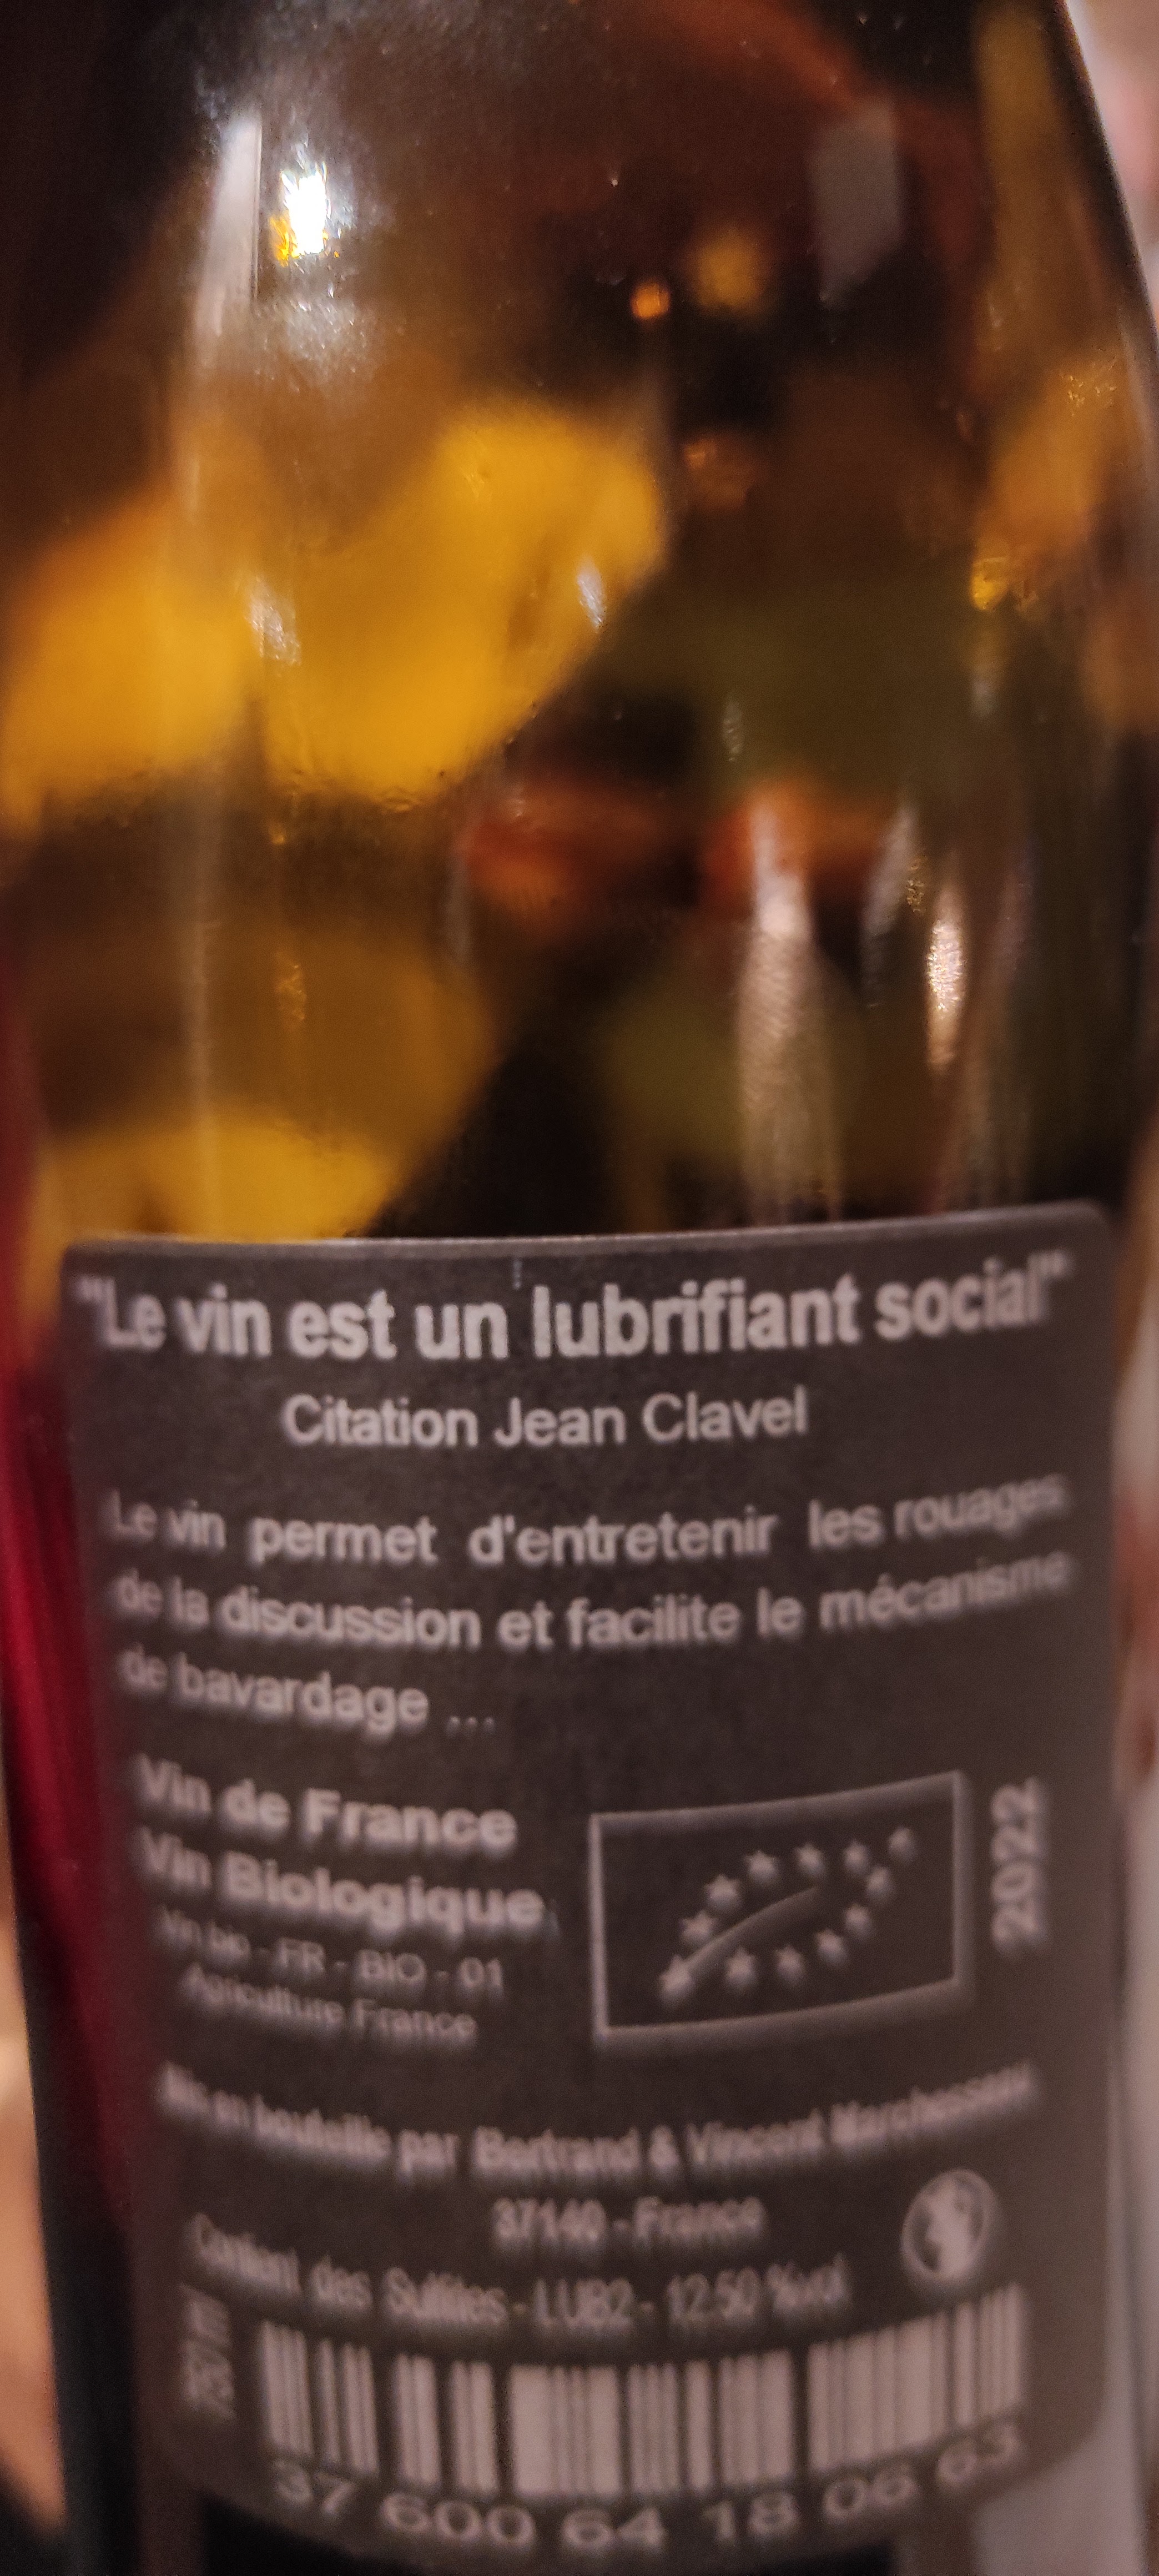 "Le vin est un lubrifiant social"
Citation Jean Clavel
Le vin permet d'entretenir les rouages
de la discussion et facilite le mécanisme
de bavardage ...
Vin de France
Vin Biologique
Vin bio - FR - BIO - 01
Agriculture France
2022
Mis en bouteille par Bertrand & Vincent Marchesseau
37140 - France
Contient des Sulfites - LUB2 - 12.50 %vol
750 ml
37 600 64 18 06 63